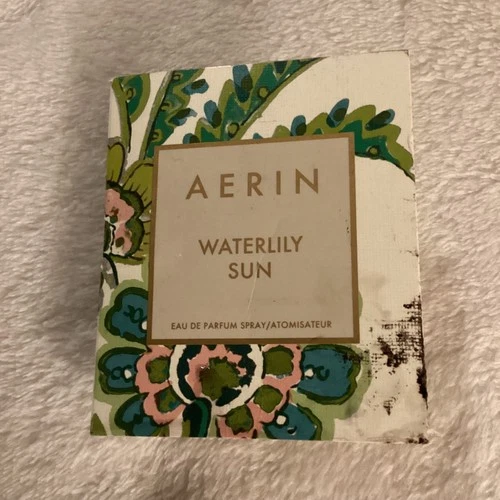 AERIN
WATERLILY
SUN
EAU DE PARFUM SPRAY/ATOMISATEUR